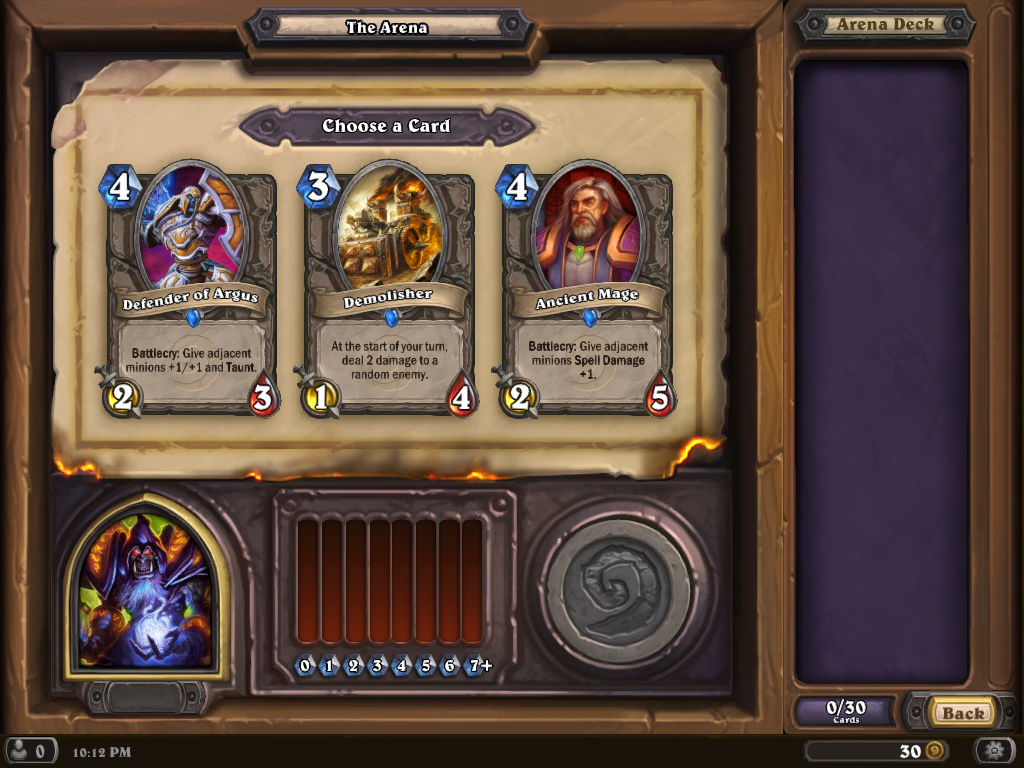 The Arena
Arena Deck
Choose a Card
4
3
4
Defender of Argus
Demolisher
Ancient Mage
Battlecry: Give adjacent
minions +1/+1 and Taunt.
At the start of your turn,
deal 2 damage to a
random enemy.
Battlecry: Give adjacent
minions Spell Damage
+1.
2
3
1
4
2
5
0 1 2 3 4 5 6 7+
0/30
Cards
Back
0
10:12 PM
30